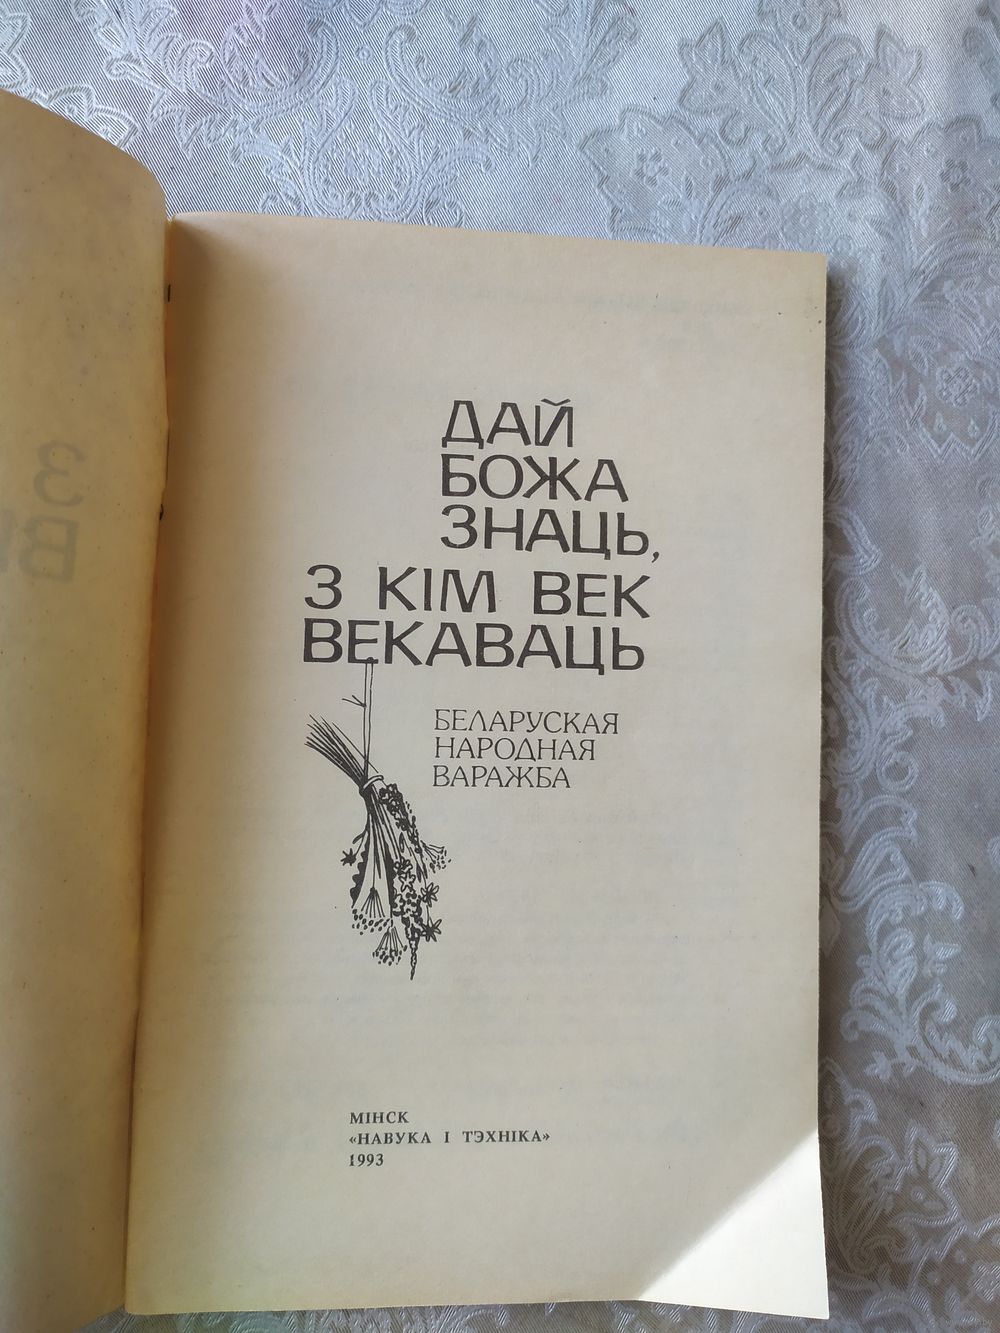 ДАЙ
БОЖА
ЗНАЦЬ,
З КІМ ВЕК
ВЕКАВАЦЬ
БЕЛАРУСКАЯ
НАРОДНАЯ
ВАРАЖБА
МІНСК
«НАВУКА І ТЭХНІКА»
1993